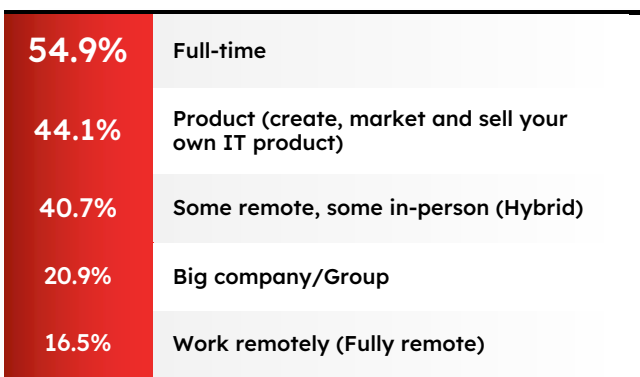 54.9% Full-time
44.1% Product (create, market and sell your
own IT product)
40.7% Some remote, some in-person (Hybrid)
20.9% Big company/Group
16.5% Work remotely (Fully remote)